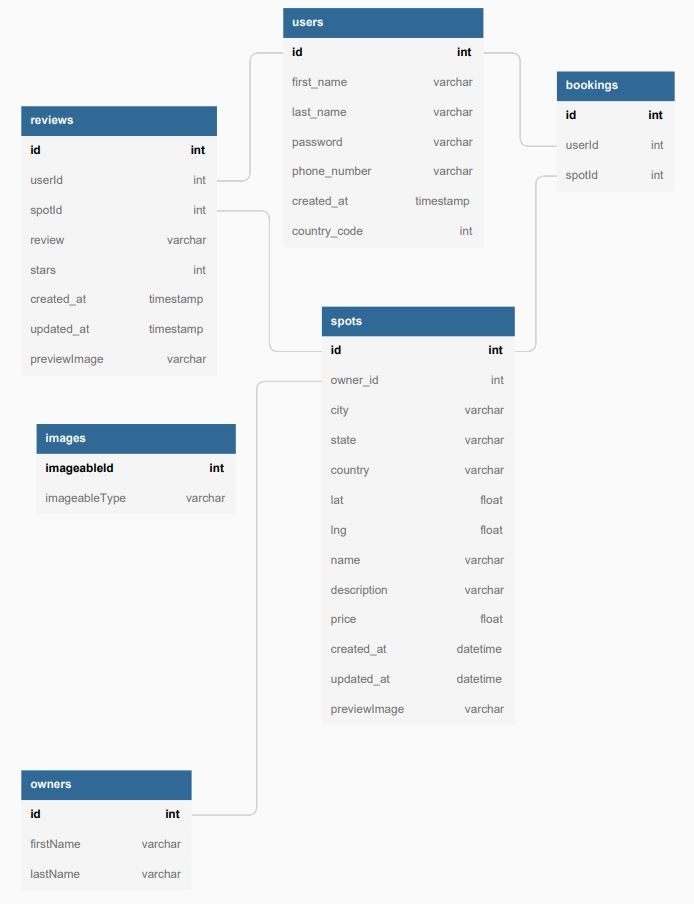 users
id int
first_name varchar
last_name varchar
password varchar
phone_number varchar
created_at timestamp
country_code int
bookings
id int
userId int
spotId int
reviews
id int
userId int
spotId int
review varchar
stars int
created_at timestamp
updated_at timestamp
previewImage varchar
spots
id int
owner_id int
city varchar
state varchar
country varchar
lat float
lng float
name varchar
description varchar
price float
created_at datetime
updated_at datetime
previewImage varchar
images
imageableId int
imageableType varchar
owners
id int
firstName varchar
lastName varchar